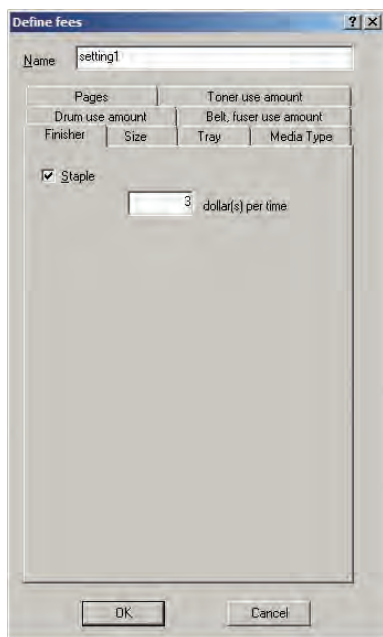 Define fees
Name setting1
Pages Toner use amount
Drum use amount Belt, fuser use amount
Finisher Size Tray Media Type
Staple
3 dollar(s) per time
OK Cancel